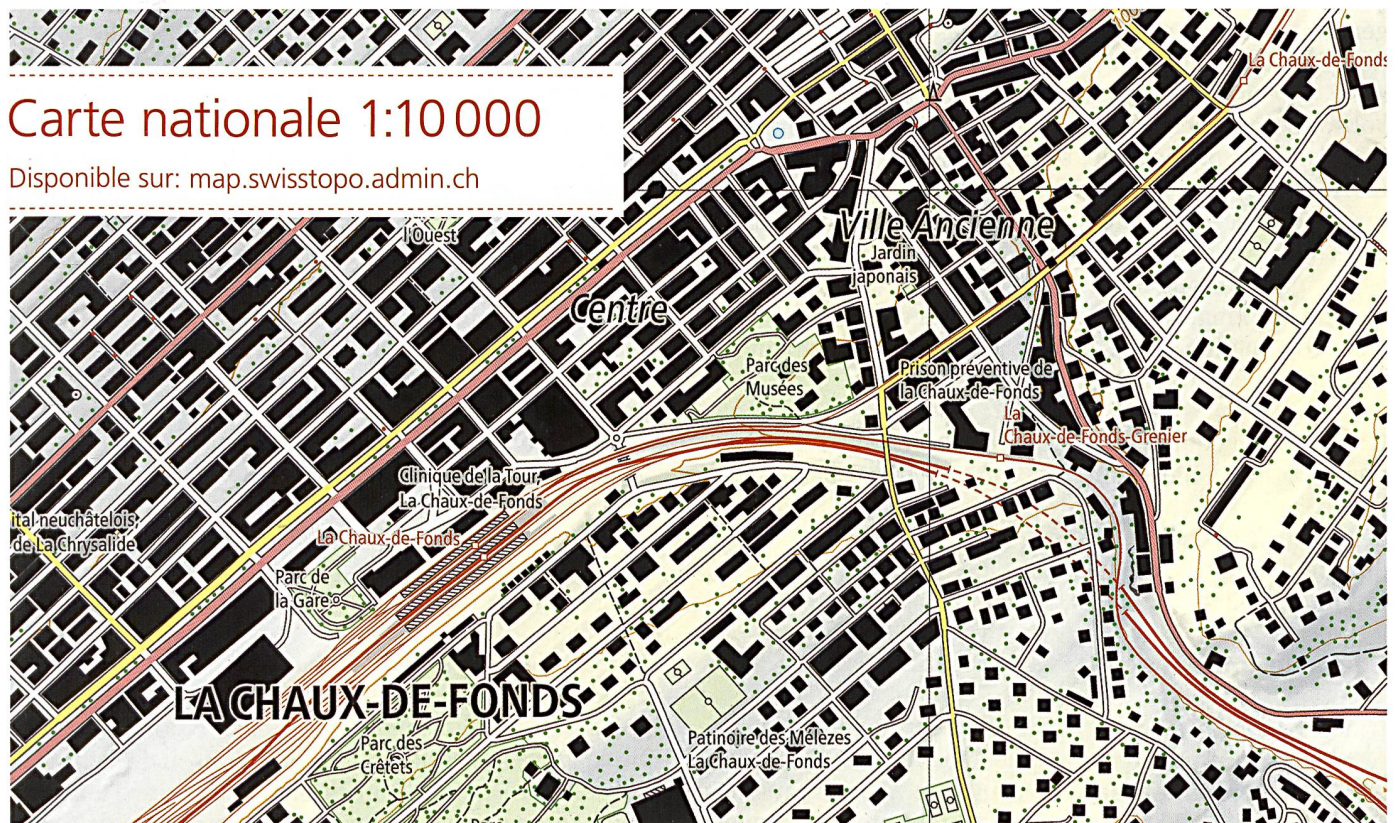 Carte nationale 1:10 000
Disponible sur: map.swisstopo.admin.ch
100
La Chaux-de-Fonds
l'Ouest
Ville Ancienne
Jardin
japonais
Centre
Parc des
Musées
Prison préventive de
la Chaux-de-Fonds
La
Chaux-de-Fonds-Grenier
Clinique de la Tour,
La Chaux-de-Fonds
ital neuchâtelois,
de La Chrysalide
La Chaux-de-Fonds
Parc de
la Gare
LA CHAUX-DE-FONDS
Parc des
Crêtets
Patinoire des Mélèzes
La Chaux-de-Fonds